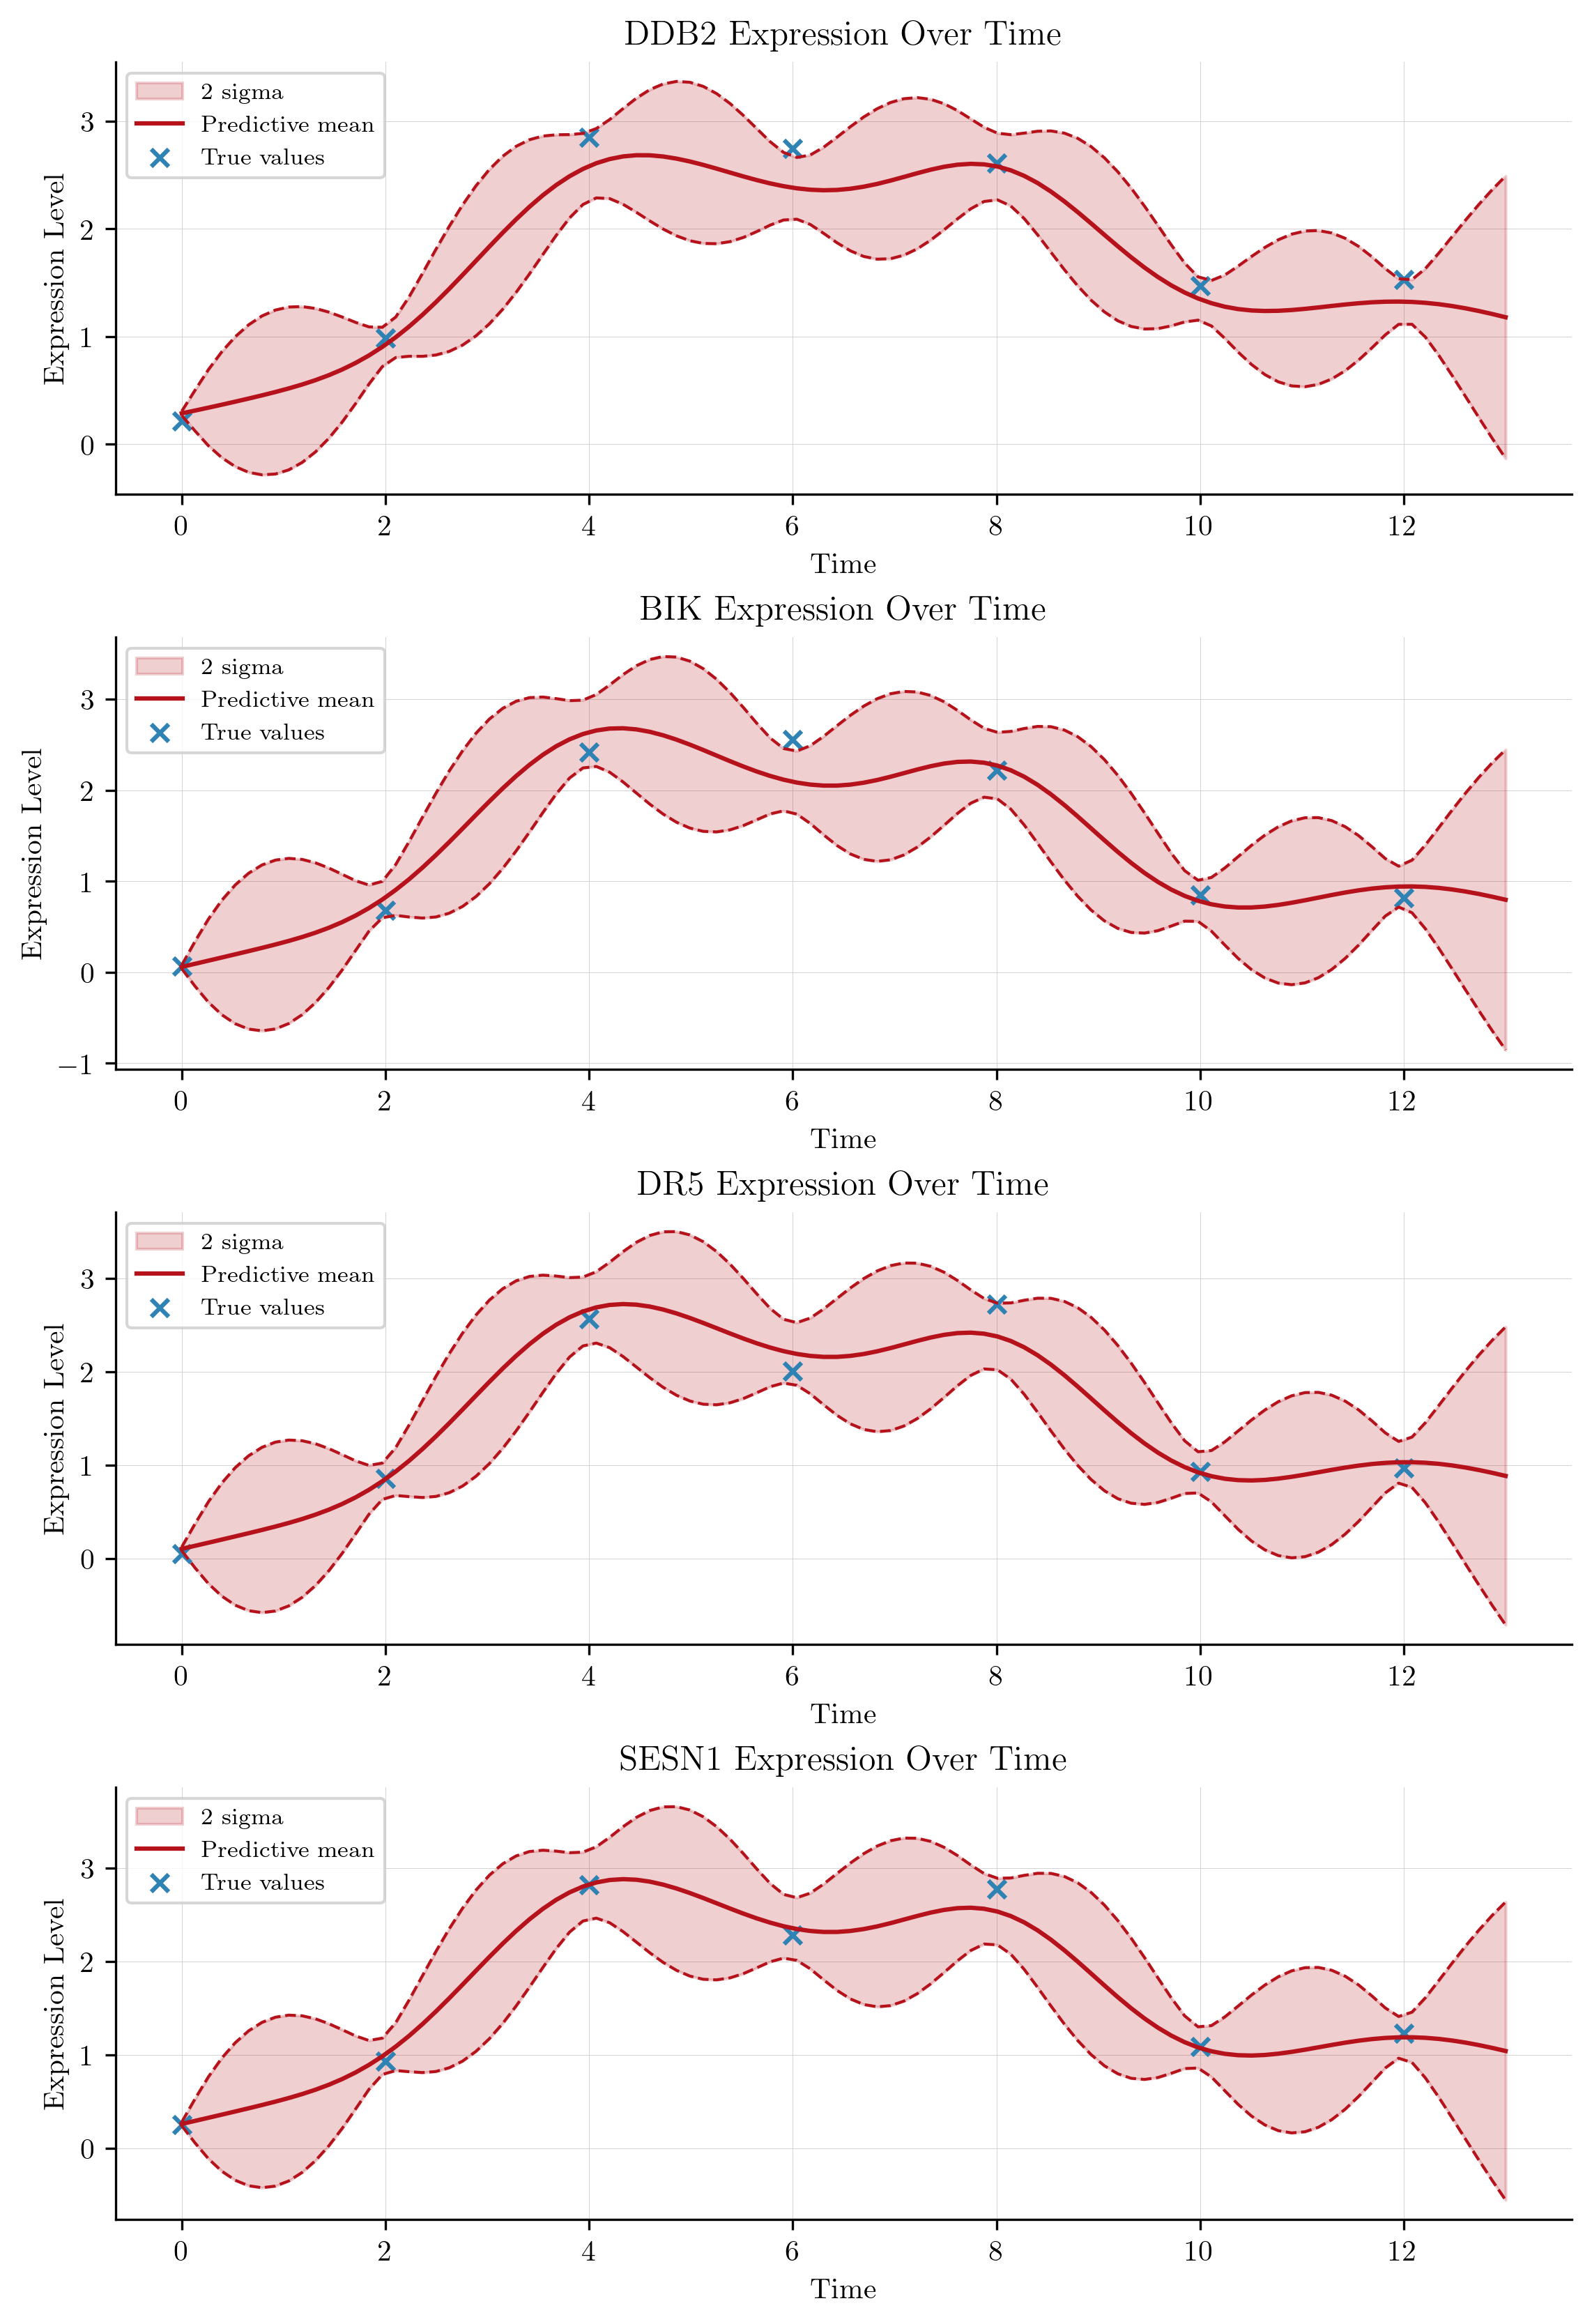 DDB2 Expression Over Time
2 sigma
Predictive mean
True values
Expression Level
3
2
1
0
0 2 4 6 8 10 12
Time
BIK Expression Over Time
2 sigma
Predictive mean
True values
Expression Level
3
2
1
0
−1
0 2 4 6 8 10 12
Time
DR5 Expression Over Time
2 sigma
Predictive mean
True values
Expression Level
3
2
1
0
0 2 4 6 8 10 12
Time
SESN1 Expression Over Time
2 sigma
Predictive mean
True values
Expression Level
3
2
1
0
0 2 4 6 8 10 12
Time